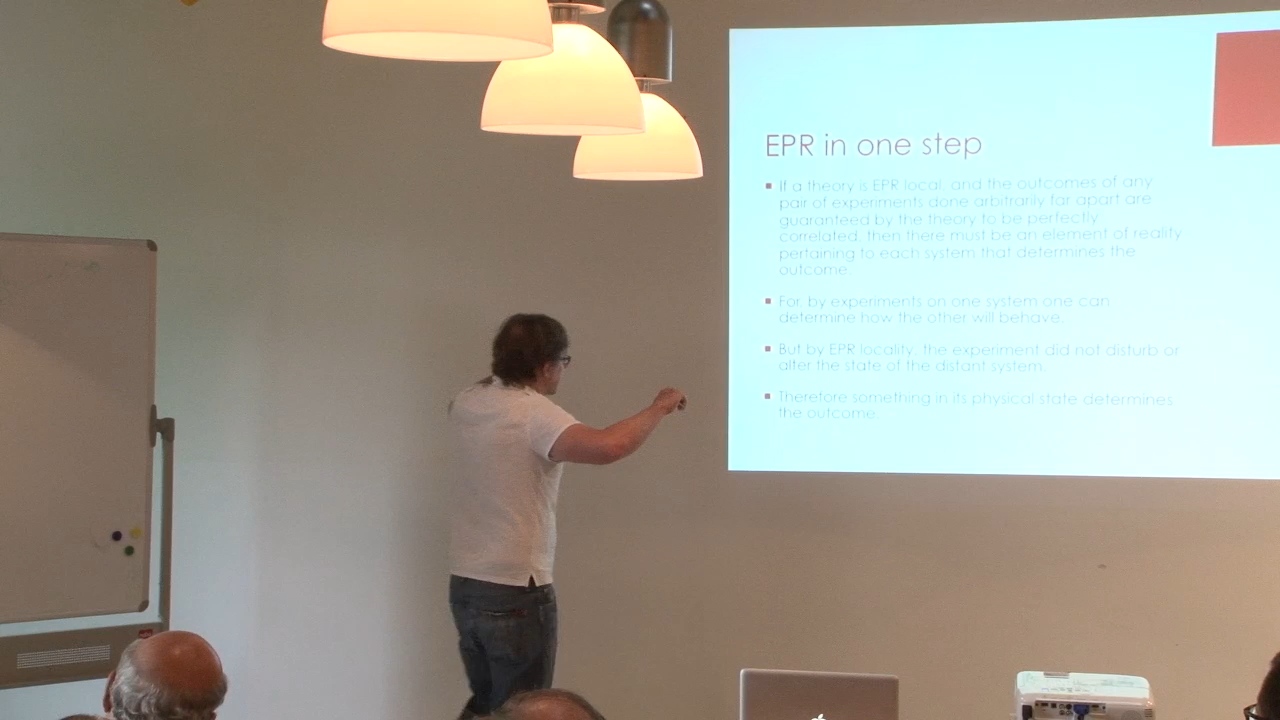 EPR in one step
If a theory is EPR local, and the outcomes of any
pair of experiments done arbitrarily far apart are
guaranteed by the theory to be perfectly
correlated, then there must be an element of reality
pertaining to each system that determines the
outcome.
For, by experiments on one system one can
determine how the other will behave.
But by EPR locality, the experiment did not disturb or
alter the state of the distant system.
Therefore something in its physical state determines
the outcome.